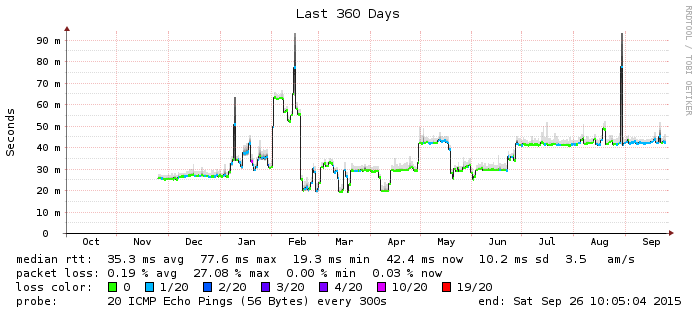 Last 360 Days
RRDTOOL / TOBI OETIKER
Seconds
90 m
80 m
70 m
60 m
50 m
40 m
30 m
20 m
10 m
0
Oct Nov Dec Jan Feb Mar Apr May Jun Jul Aug Sep
median rtt: 35.3 ms avg 77.6 ms max 19.3 ms min 42.4 ms now 10.2 ms sd 3.5 am/s
packet loss: 0.19 % avg 27.08 % max 0.00 % min 0.03 % now
loss color: 0 1/20 2/20 3/20 4/20 10/20 19/20
probe: 20 ICMP Echo Pings (56 Bytes) every 300s end: Sat Sep 26 10:05:04 2015